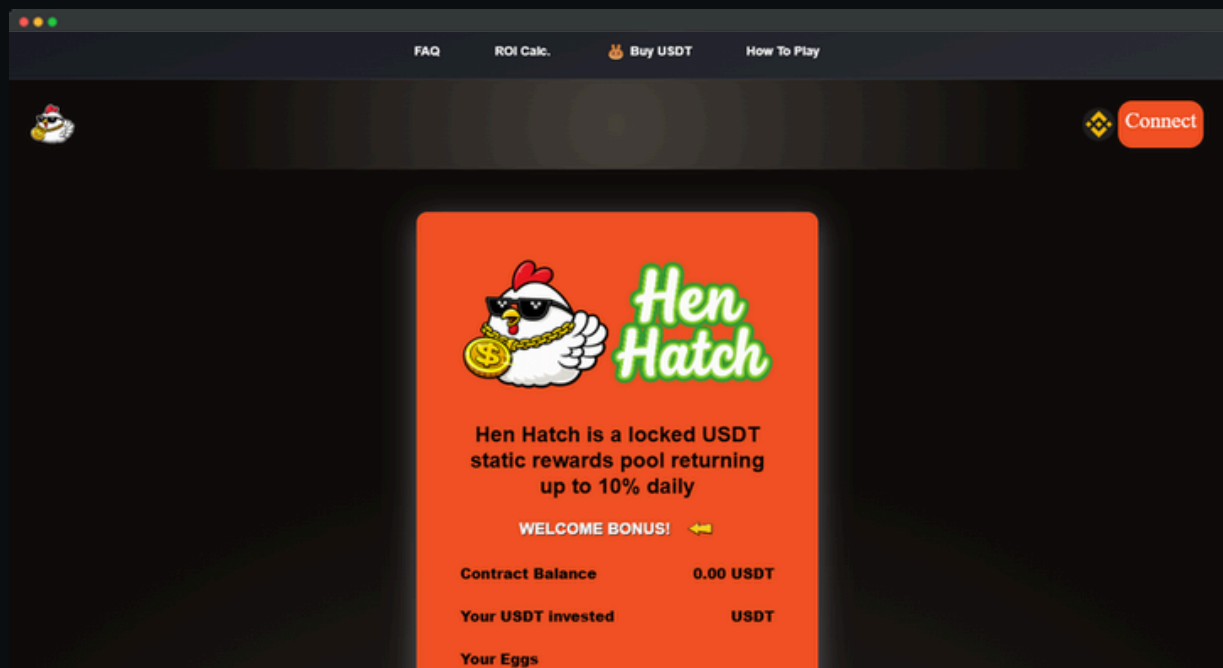 FAQ ROI Calc. Buy USDT How To Play
Connect
Hen
Hatch
Hen Hatch is a locked USDT
static rewards pool returning
up to 10% daily
WELCOME BONUS!
Contract Balance 0.00 USDT
Your USDT invested USDT
Your Eggs